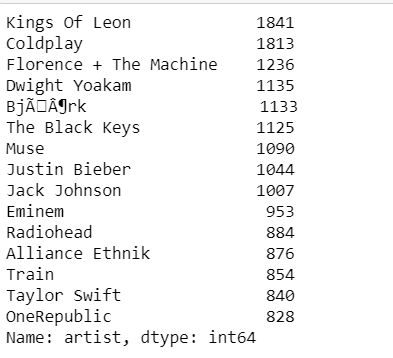 Kings Of Leon 1841
Coldplay 1813
Florence + The Machine 1236
Dwight Yoakam 1135
BjÃ□Â¶rk 1133
The Black Keys 1125
Muse 1090
Justin Bieber 1044
Jack Johnson 1007
Eminem 953
Radiohead 884
Alliance Ethnik 876
Train 854
Taylor Swift 840
OneRepublic 828
Name: artist, dtype: int64